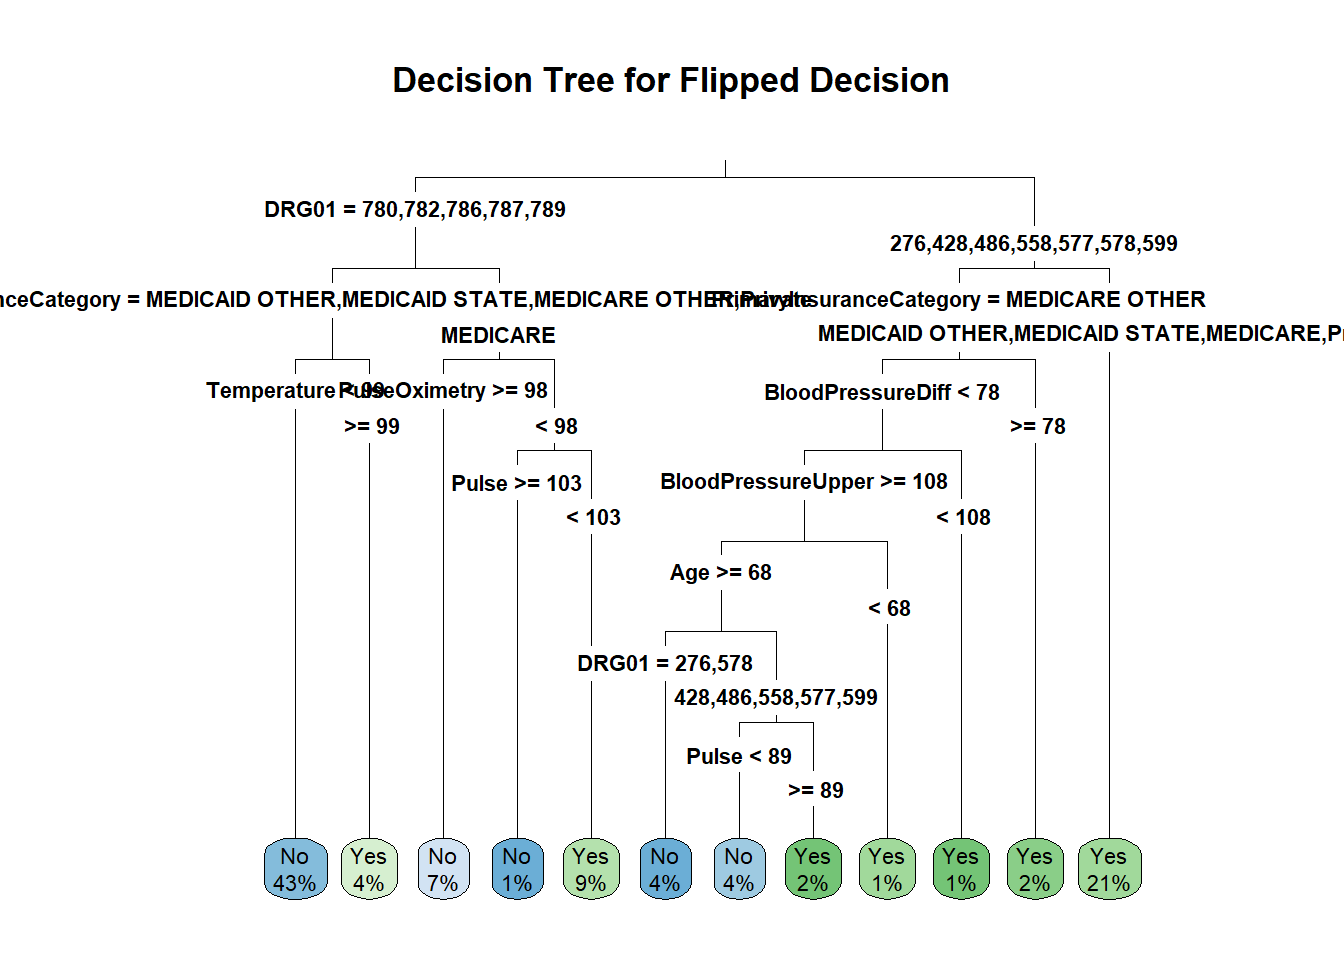 Decision Tree for Flipped Decision
DRG01 = 780,782,786,787,789
276,428,486,558,577,578,599
nceCategory = MEDICAID OTHER,MEDICAID STATE,MEDICARE OTHER,Private
PrimaryInsuranceCategory = MEDICARE OTHER
MEDICARE
MEDICAID OTHER,MEDICAID STATE,MEDICARE,P
Temperature < 99
PulseOximetry >= 98
BloodPressureDiff < 78
>= 99
< 98
>= 78
Pulse >= 103
BloodPressureUpper >= 108
< 103
< 108
Age >= 68
< 68
DRG01 = 276,578
428,486,558,577,599
Pulse < 89
>= 89
No Yes No No Yes No No Yes Yes Yes Yes Yes
43% 4% 7% 1% 9% 4% 4% 2% 1% 1% 2% 21%